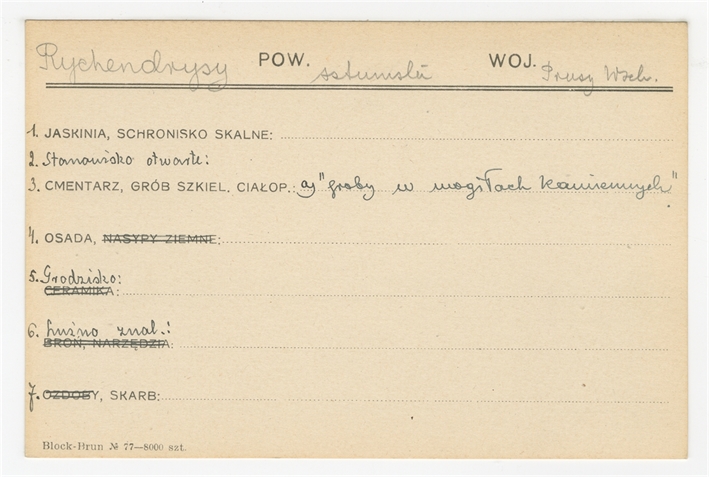 Rychendrysy POW. sztumski WOJ. Prusy Wsch.
1. JASKINIA, SCHRONISKO SKALNE:
2. Stanowisko otwarte:
3. CMENTARZ, GRÓB SZKIEL. CIAŁOP.: a) "groby w mogiłach kamiennych"
4. OSADA, NASYPY ZIEMNE:
5. Grodzisko:
CERAMIKA:
6. Luźno znal.:
BROŃ, NARZĘDZIA:
7. OZDOBY, SKARB:
Block-Brun № 77—8000 szt.